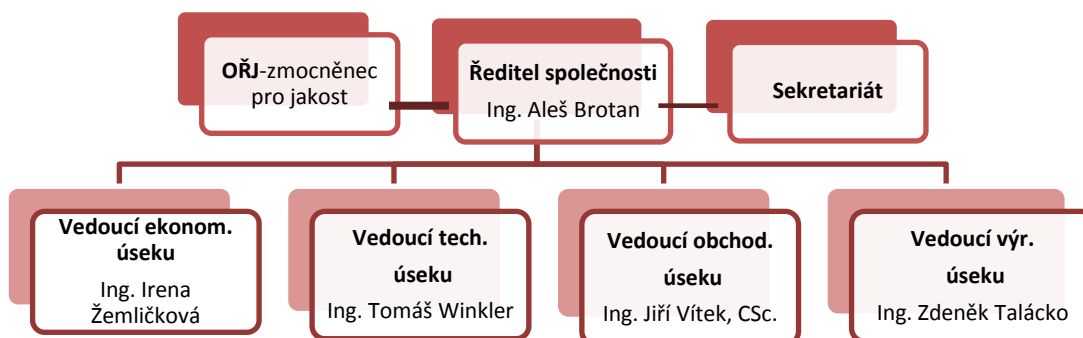 OŘJ-zmocněnec
pro jakost
Ředitel společnosti
Ing. Aleš Brotan
Sekretariát
Vedoucí ekonom.
úseku
Ing. Irena
Žemličková
Vedoucí tech.
úseku
Ing. Tomáš Winkler
Vedoucí obchod.
úseku
Ing. Jiří Vítek, CSc.
Vedoucí výr.
úseku
Ing. Zdeněk Talácko